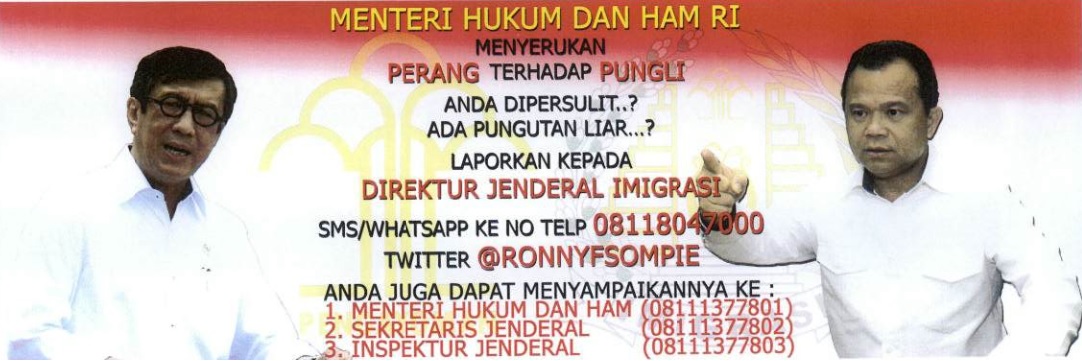 MENTERI HUKUM DAN HAM RI
MENYERUKAN
PERANG TERHADAP PUNGLI
ANDA DIPERSULIT..?
ADA PUNGUTAN LIAR...?
LAPORKAN KEPADA
DIREKTUR JENDERAL IMIGRASI
SMS/WHATSAPP KE NO TELP 08118047000
TWITTER @RONNYFSOMPIE
ANDA JUGA DAPAT MENYAMPAIKANNYA KE :
1. MENTERI HUKUM DAN HAM (08111377801)
2. SEKRETARIS JENDERAL (08111377802)
3. INSPEKTUR JENDERAL (08111377803)